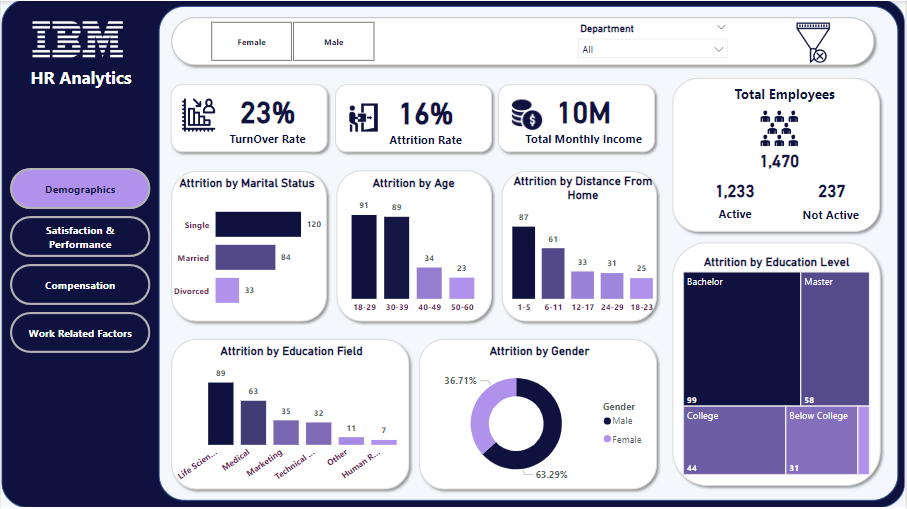 IBM
HR Analytics
Demographics
Satisfaction &
Performance
Compensation
Work Related Factors
Female
Male
Department
All
23%
TurnOver Rate
16%
Attrition Rate
10M
Total Monthly Income
Total Employees
1,470
1,233
237
Active
Not Active
Attrition by Marital Status
Single
120
Married
84
Divorced
33
Attrition by Age
91
89
34
23
18-29
30-39
40-49
50-60
Attrition by Distance From
Home
87
61
33
31
25
1-5
6-11
12-17
24-29
18-23
Attrition by Education Level
Bachelor
99
Master
58
College
44
Below College
31
Attrition by Education Field
89
63
35
32
11
7
Life Scien...
Medical
Marketing
Technical ...
Other
Human R...
Attrition by Gender
36.71%
63.29%
Gender
Male
Female